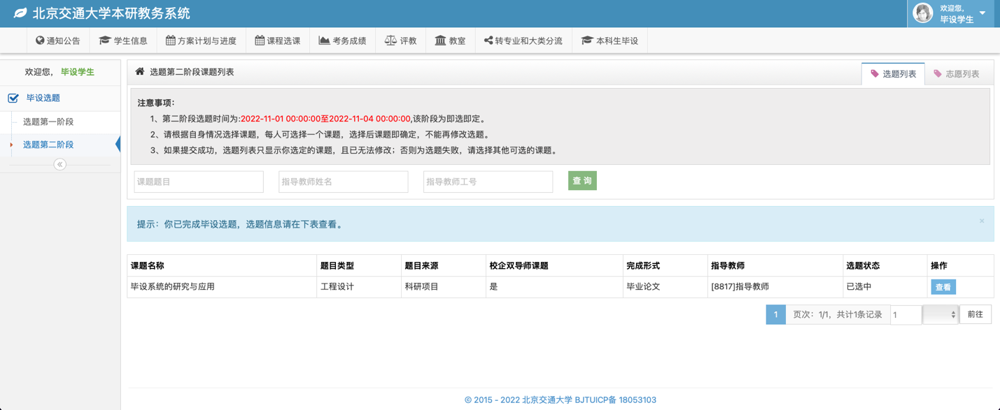 北京交通大学本研教务系统
欢迎您，
毕设学生
通知公告 学生信息 方案计划与进度 课程选课 考务成绩 评教 教室 转专业和大类分流 本科生毕设
欢迎您， 毕设学生
毕设选题
选题第一阶段
选题第二阶段
选题第二阶段课题列表
选题列表 志愿列表
注意事项：
1、第二阶段选题时间为:2022-11-01 00:00:00至2022-11-04 00:00:00,该阶段为即选即定。
2、请根据自身情况选择课题，每人可选择一个课题，选择后课题即确定，不能再修改选题。
3、如果提交成功，选题列表只显示你选定的课题，且已无法修改；否则为选题失败，请选择其他可选的课题。
课题题目 指导教师姓名 指导教师工号 查 询
提示：你已完成毕设选题，选题信息请在下表查看。 ×
课题名称 题目类型 题目来源 校企双导师课题 完成形式 指导教师 选题状态 操作
毕设系统的研究与应用 工程设计 科研项目 是 毕业论文 [8817]指导教师 已选中 查看
1 页次：1/1，共计1条记录 1 前往
© 2015 - 2022 北京交通大学 BJTUICP备 18053103